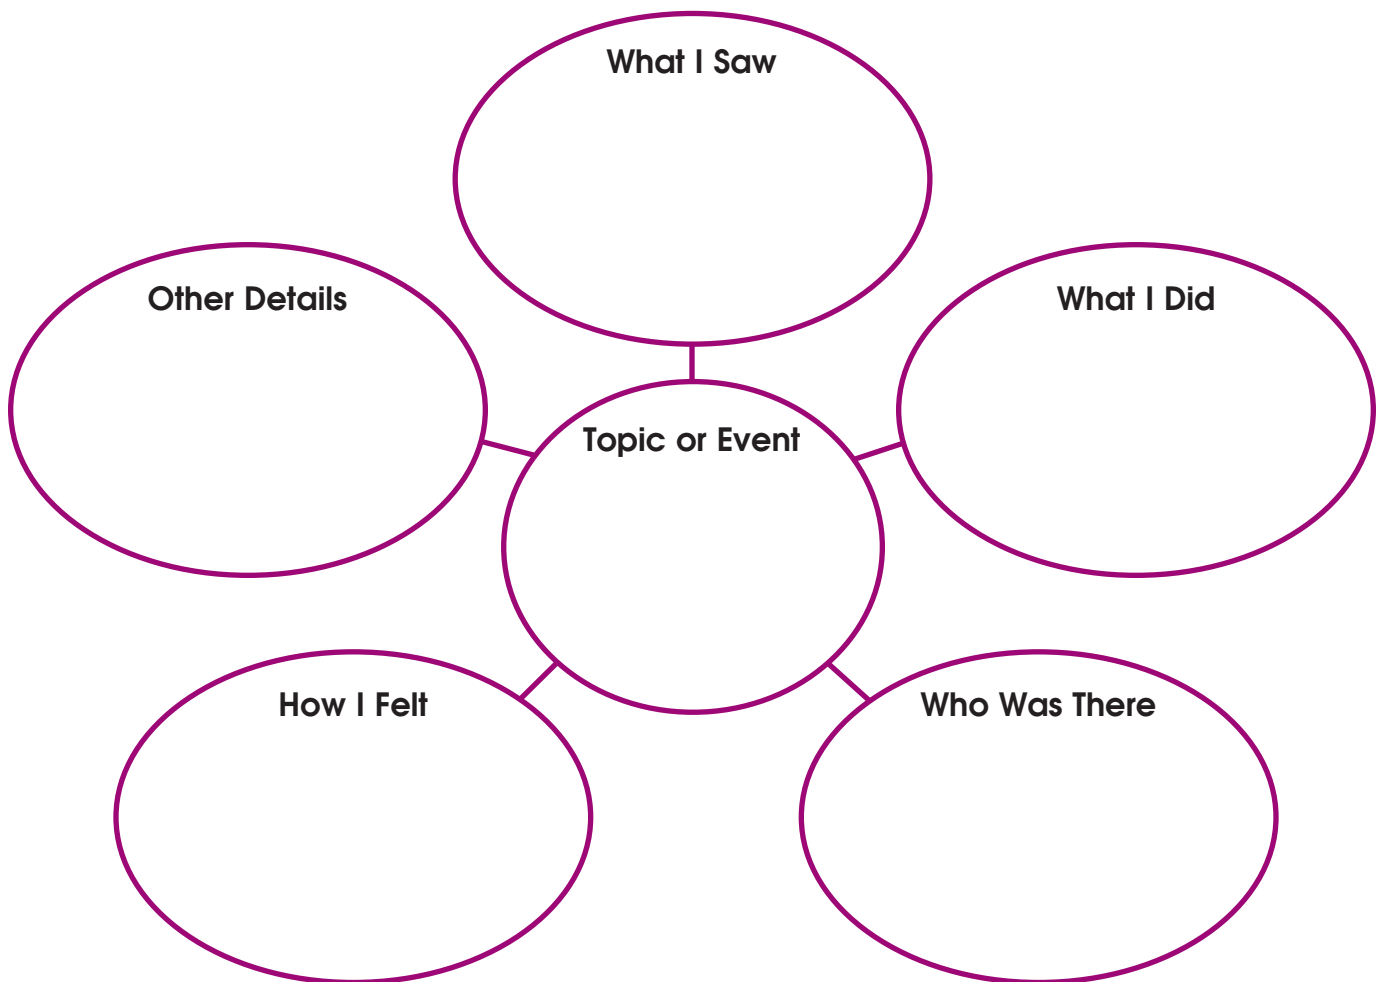 What I Saw
Other Details
What I Did
Topic or Event
How I Felt
Who Was There